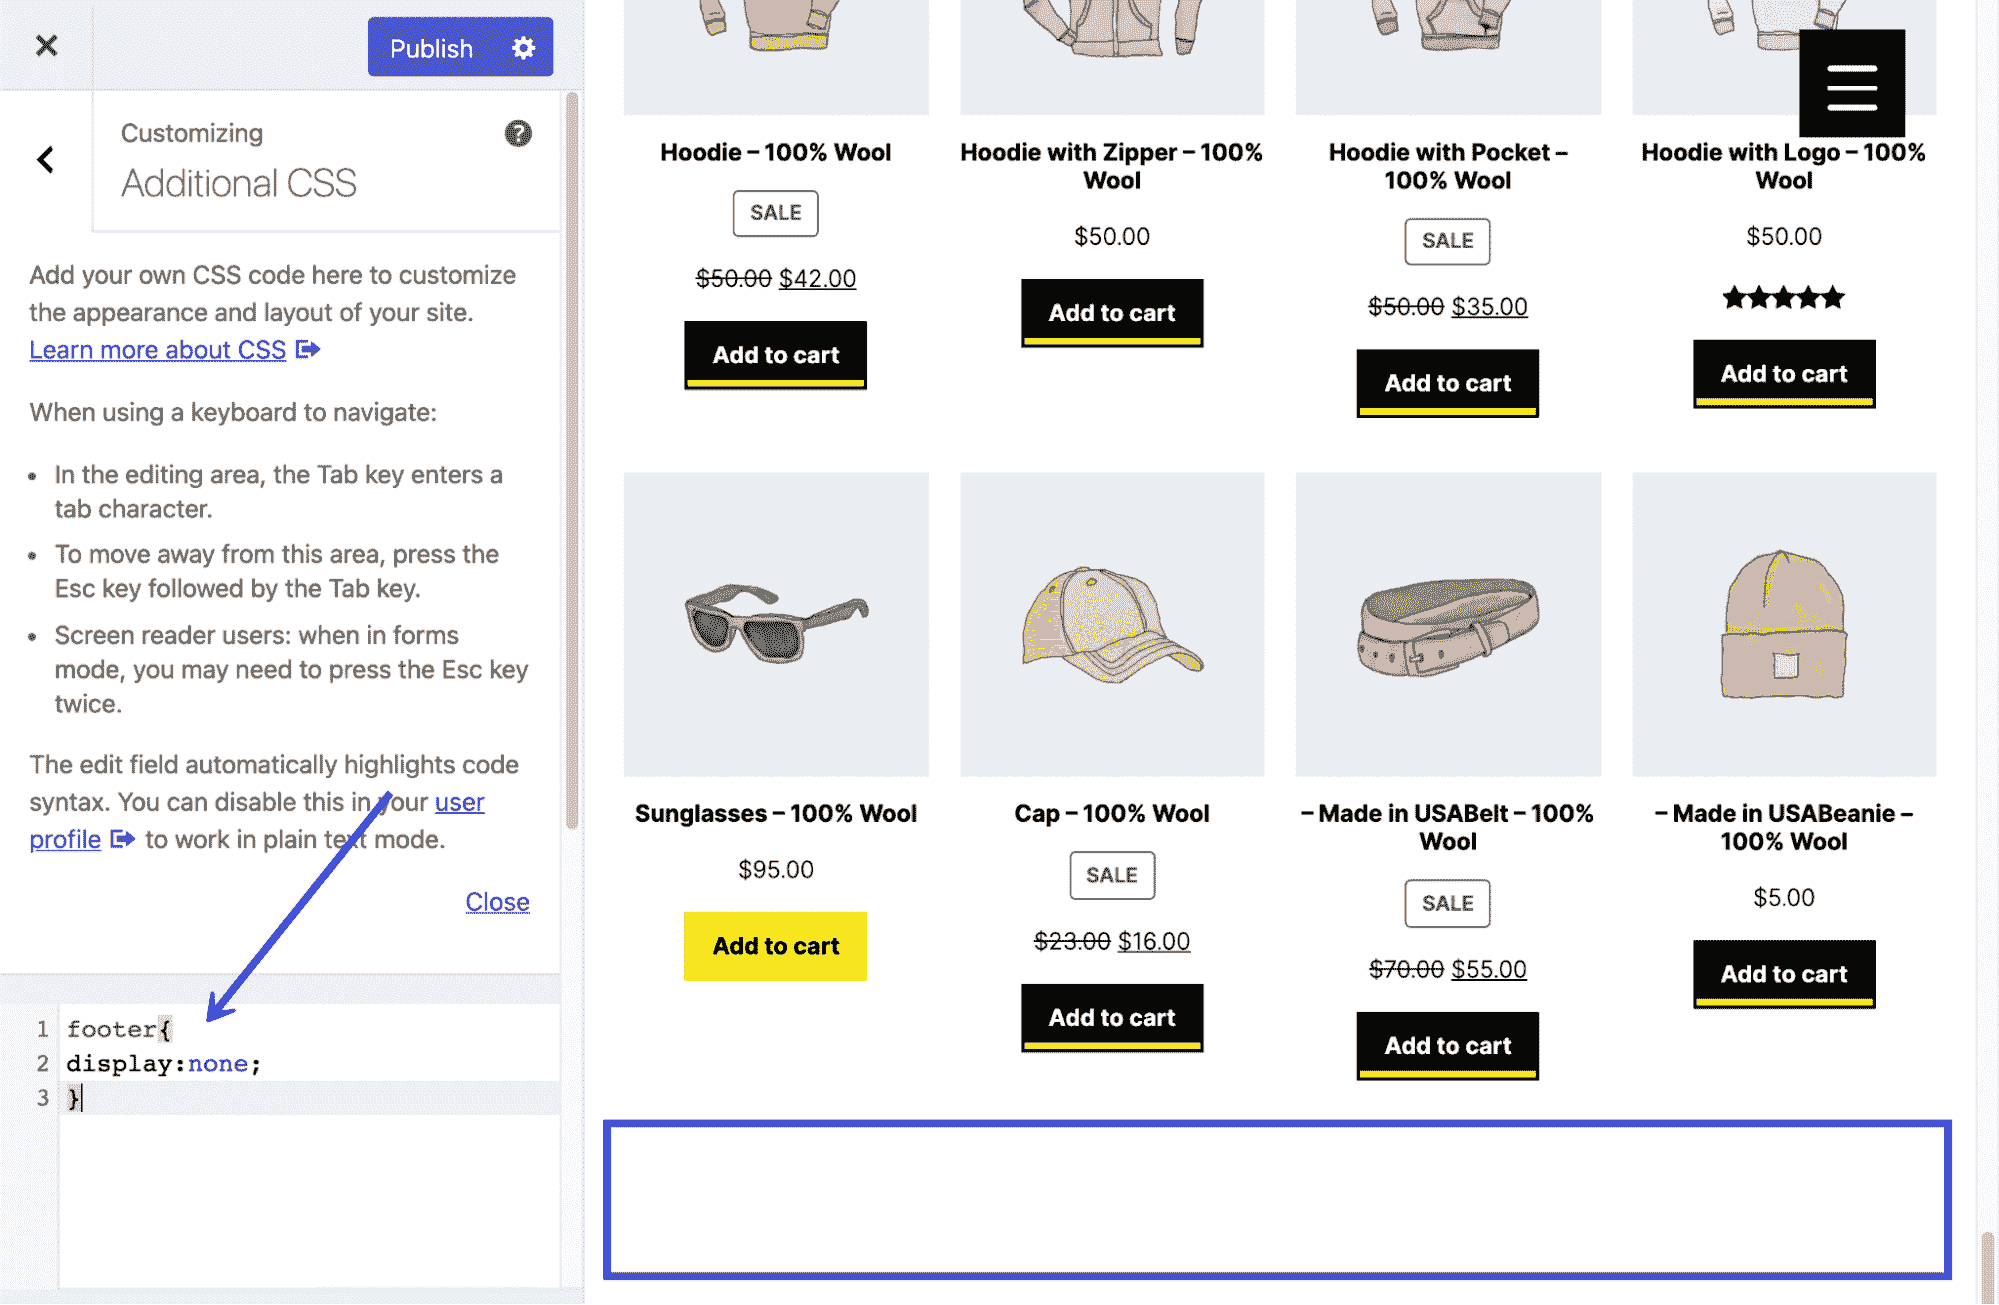 Publish
Customizing
Additional CSS
Add your own CSS code here to customize
the appearance and layout of your site.
Learn more about CSS
When using a keyboard to navigate:
• In the editing area, the Tab key enters a
tab character.
• To move away from this area, press the
Esc key followed by the Tab key.
• Screen reader users: when in forms
mode, you may need to press the Esc key
twice.
The edit field automatically highlights code
syntax. You can disable this in your user
profile to work in plain text mode.
Close
1 footer{
2 display:none;
3 }
Hoodie – 100% Wool
SALE
$50.00 $42.00
Add to cart
Hoodie with Zipper – 100%
Wool
$50.00
Add to cart
Hoodie with Pocket –
100% Wool
SALE
$50.00 $35.00
Add to cart
Hoodie with Logo – 100%
Wool
$50.00
Add to cart
Sunglasses – 100% Wool
$95.00
Add to cart
Cap – 100% Wool
SALE
$23.00 $16.00
Add to cart
– Made in USABelt – 100%
Wool
SALE
$70.00 $55.00
Add to cart
– Made in USABeanie –
100% Wool
$5.00
Add to cart